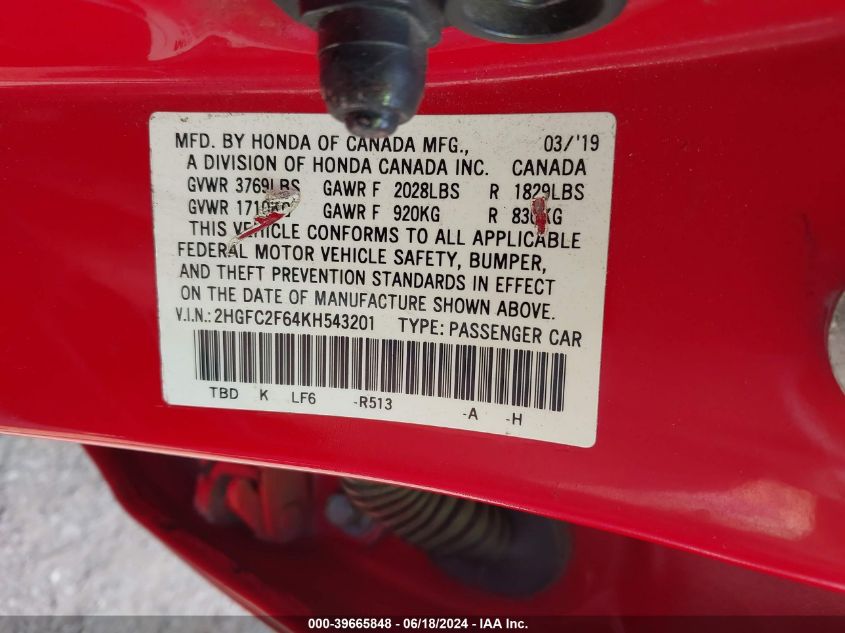 MFD. BY HONDA OF CANADA MFG., 03/'19
A DIVISION OF HONDA CANADA INC. CANADA
GVWR 3769LBS GAWR F 2028LBS R 1829LBS
GVWR 1710KG GAWR F 920KG R 830KG
THIS VEHICLE CONFORMS TO ALL APPLICABLE
FEDERAL MOTOR VEHICLE SAFETY, BUMPER,
AND THEFT PREVENTION STANDARDS IN EFFECT
ON THE DATE OF MANUFACTURE SHOWN ABOVE.
V.I.N.: 2HGFC2F64KH543201 TYPE: PASSENGER CAR
TBD K LF6 -R513 -A -H
000-39665848 - 06/18/2024 - IAA Inc.